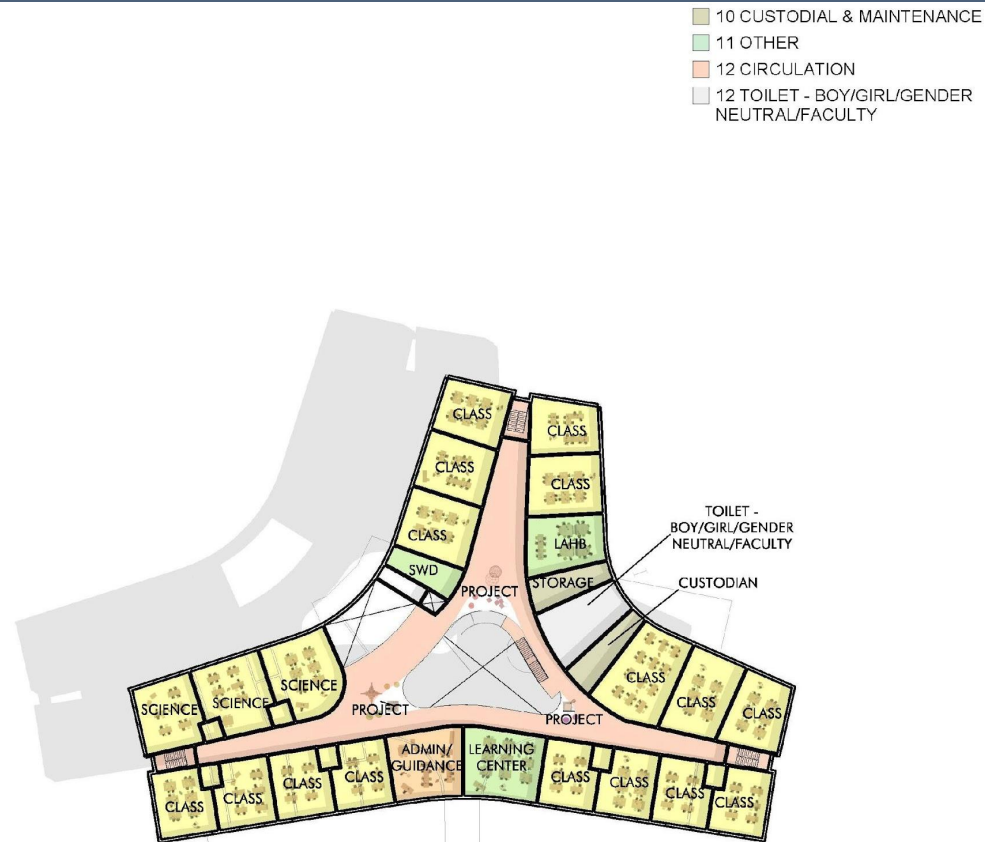 10 CUSTODIAL & MAINTENANCE
11 OTHER
12 CIRCULATION
12 TOILET - BOY/GIRL/GENDER
NEUTRAL/FACULTY
CLASS
CLASS
CLASS
CLASS
CLASS
TOILET -
BOY/GIRL/GENDER
NEUTRAL/FACULTY
CLASS
LAHB
SWD
STORAGE
CUSTODIAN
PROJECT
CLASS
SCIENCE
SCIENCE
SCIENCE
CLASS
CLASS
PROJECT
PROJECT
ADMIN/
GUIDANCE
LEARNING
CENTER
CLASS
CLASS
CLASS
CLASS
CLASS
CLASS
CLASS
CLASS